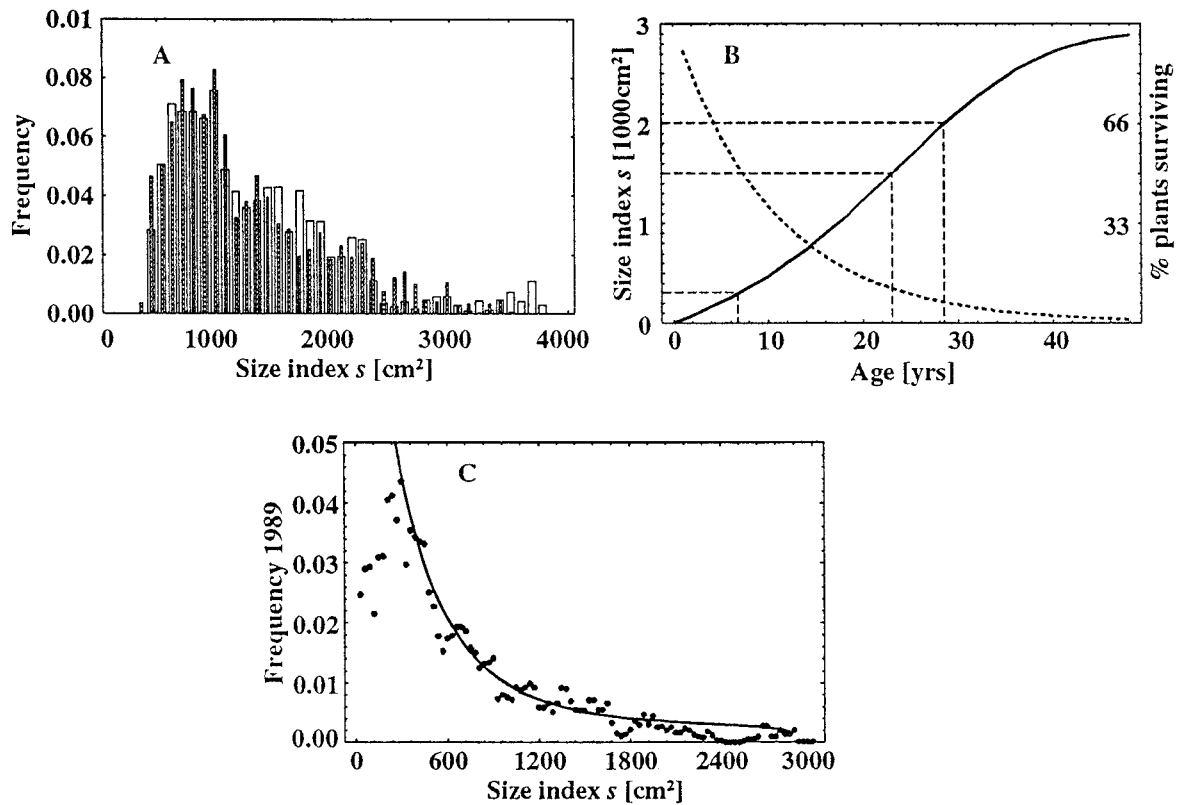 A
0.01
0.08
0.06
0.04
0.02
0.00
Frequency
0 1000 2000 3000 4000
Size index s [cm²]
B
3
2
1
0
Size index s [1000cm²]
66
33
% plants surviving
0 10 20 30 40
Age [yrs]
C
0.05
0.04
0.03
0.02
0.01
0.00
Frequency 1989
0 600 1200 1800 2400 3000
Size index s [cm²]